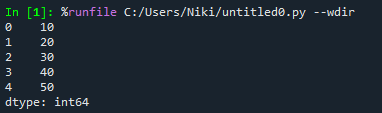 In [1]: %runfile C:/Users/Niki/untitled0.py --wdir
0    10
1    20
2    30
3    40
4    50
dtype: int64